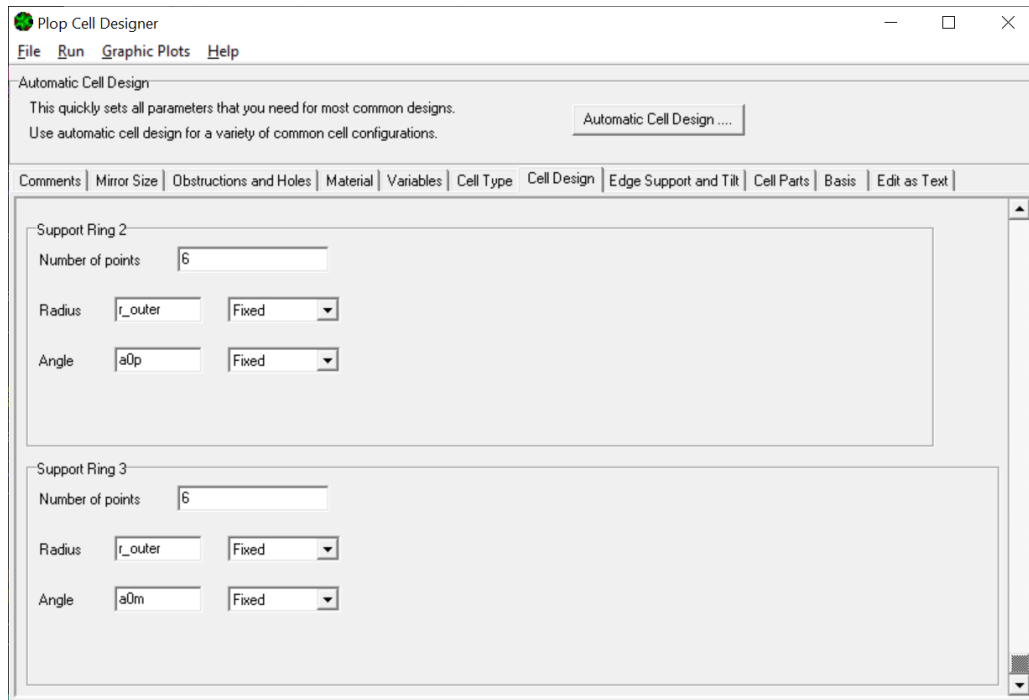 Plop Cell Designer
File Run Graphic Plots Help
Automatic Cell Design
This quickly sets all parameters that you need for most common designs.
Use automatic cell design for a variety of common cell configurations.
Automatic Cell Design ....
Comments Mirror Size Obstructions and Holes Material Variables Cell Type Cell Design Edge Support and Tilt Cell Parts Basis Edit as Text
Support Ring 2
Number of points 6
Radius r_outer Fixed
Angle a0p Fixed
Support Ring 3
Number of points 6
Radius r_outer Fixed
Angle a0m Fixed